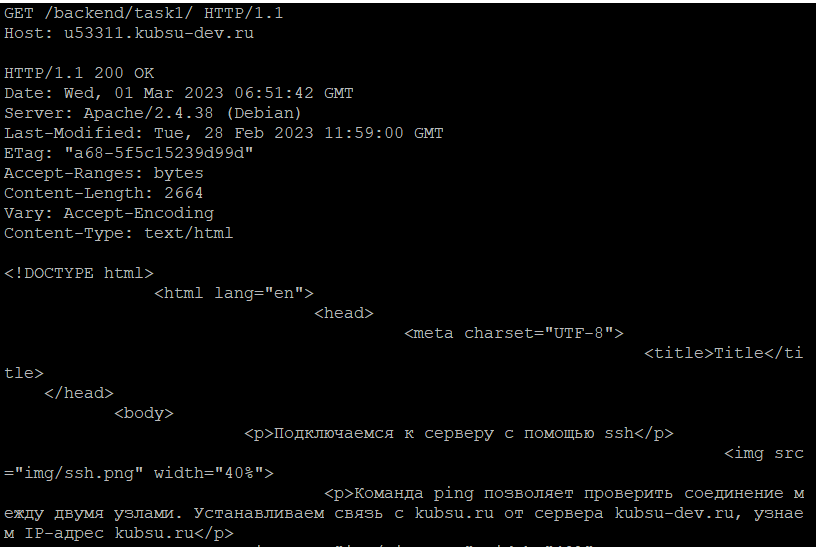 GET /backend/task1/ HTTP/1.1
Host: u53311.kubsu-dev.ru
HTTP/1.1 200 OK
Date: Wed, 01 Mar 2023 06:51:42 GMT
Server: Apache/2.4.38 (Debian)
Last-Modified: Tue, 28 Feb 2023 11:59:00 GMT
ETag: "a68-5f5c15239d99d"
Accept-Ranges: bytes
Content-Length: 2664
Vary: Accept-Encoding
Content-Type: text/html
<!DOCTYPE html>
<html lang="en">
<head>
<meta charset="UTF-8">
<title>Title</ti
tle>
</head>
<body>
<p>Подключаемся к серверу с помощью ssh</p>
<img src
="img/ssh.png" width="40%">
<p>Команда ping позволяет проверить соединение м
ежду двумя узлами. Устанавливаем связь с kubsu.ru от сервера kubsu-dev.ru, узнае
м IP-адрес kubsu.ru</p>